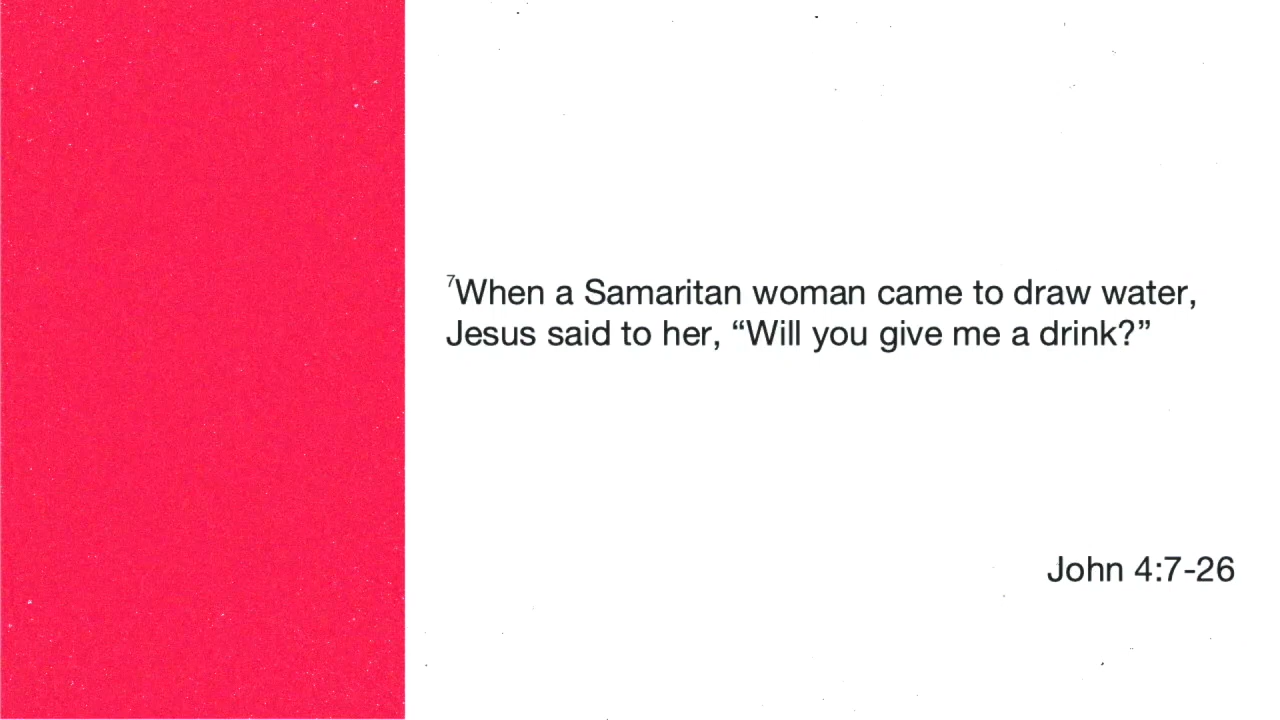 ⁷When a Samaritan woman came to draw water,
Jesus said to her, “Will you give me a drink?”
John 4:7-26